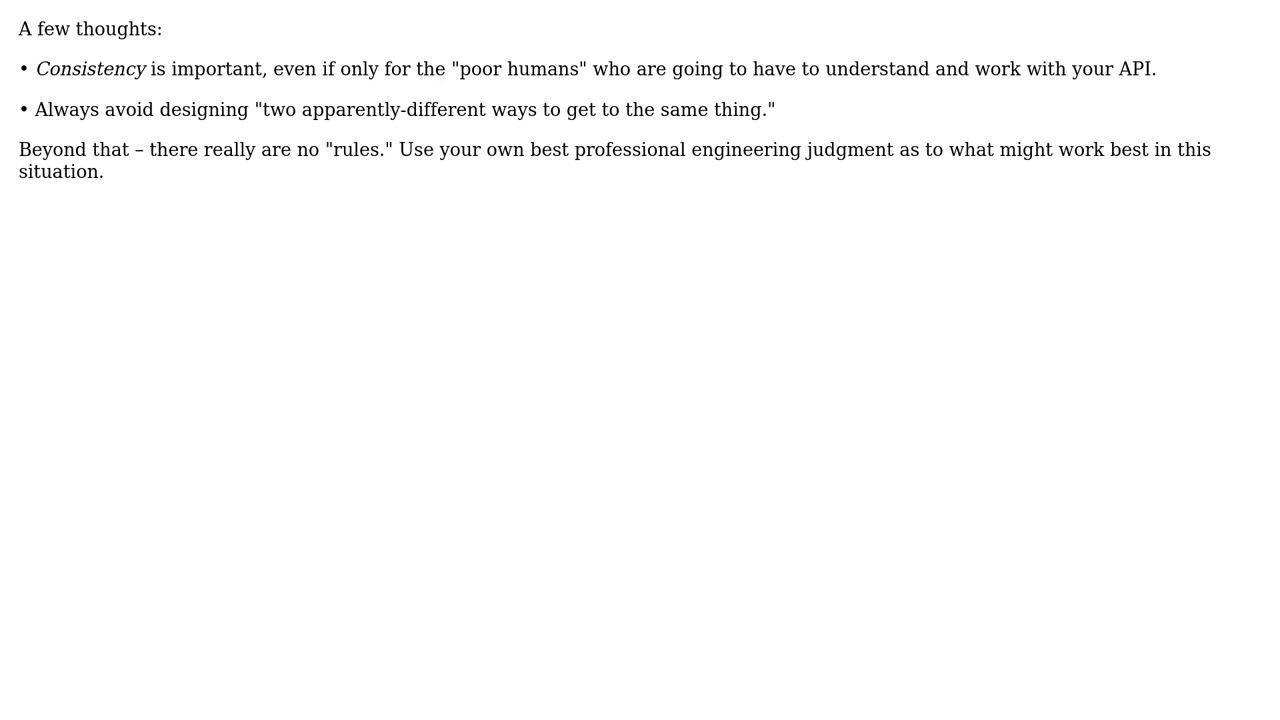 A few thoughts:
• Consistency is important, even if only for the "poor humans" who are going to have to understand and work with your API.
• Always avoid designing "two apparently-different ways to get to the same thing."
Beyond that – there really are no "rules." Use your own best professional engineering judgment as to what might work best in this
situation.